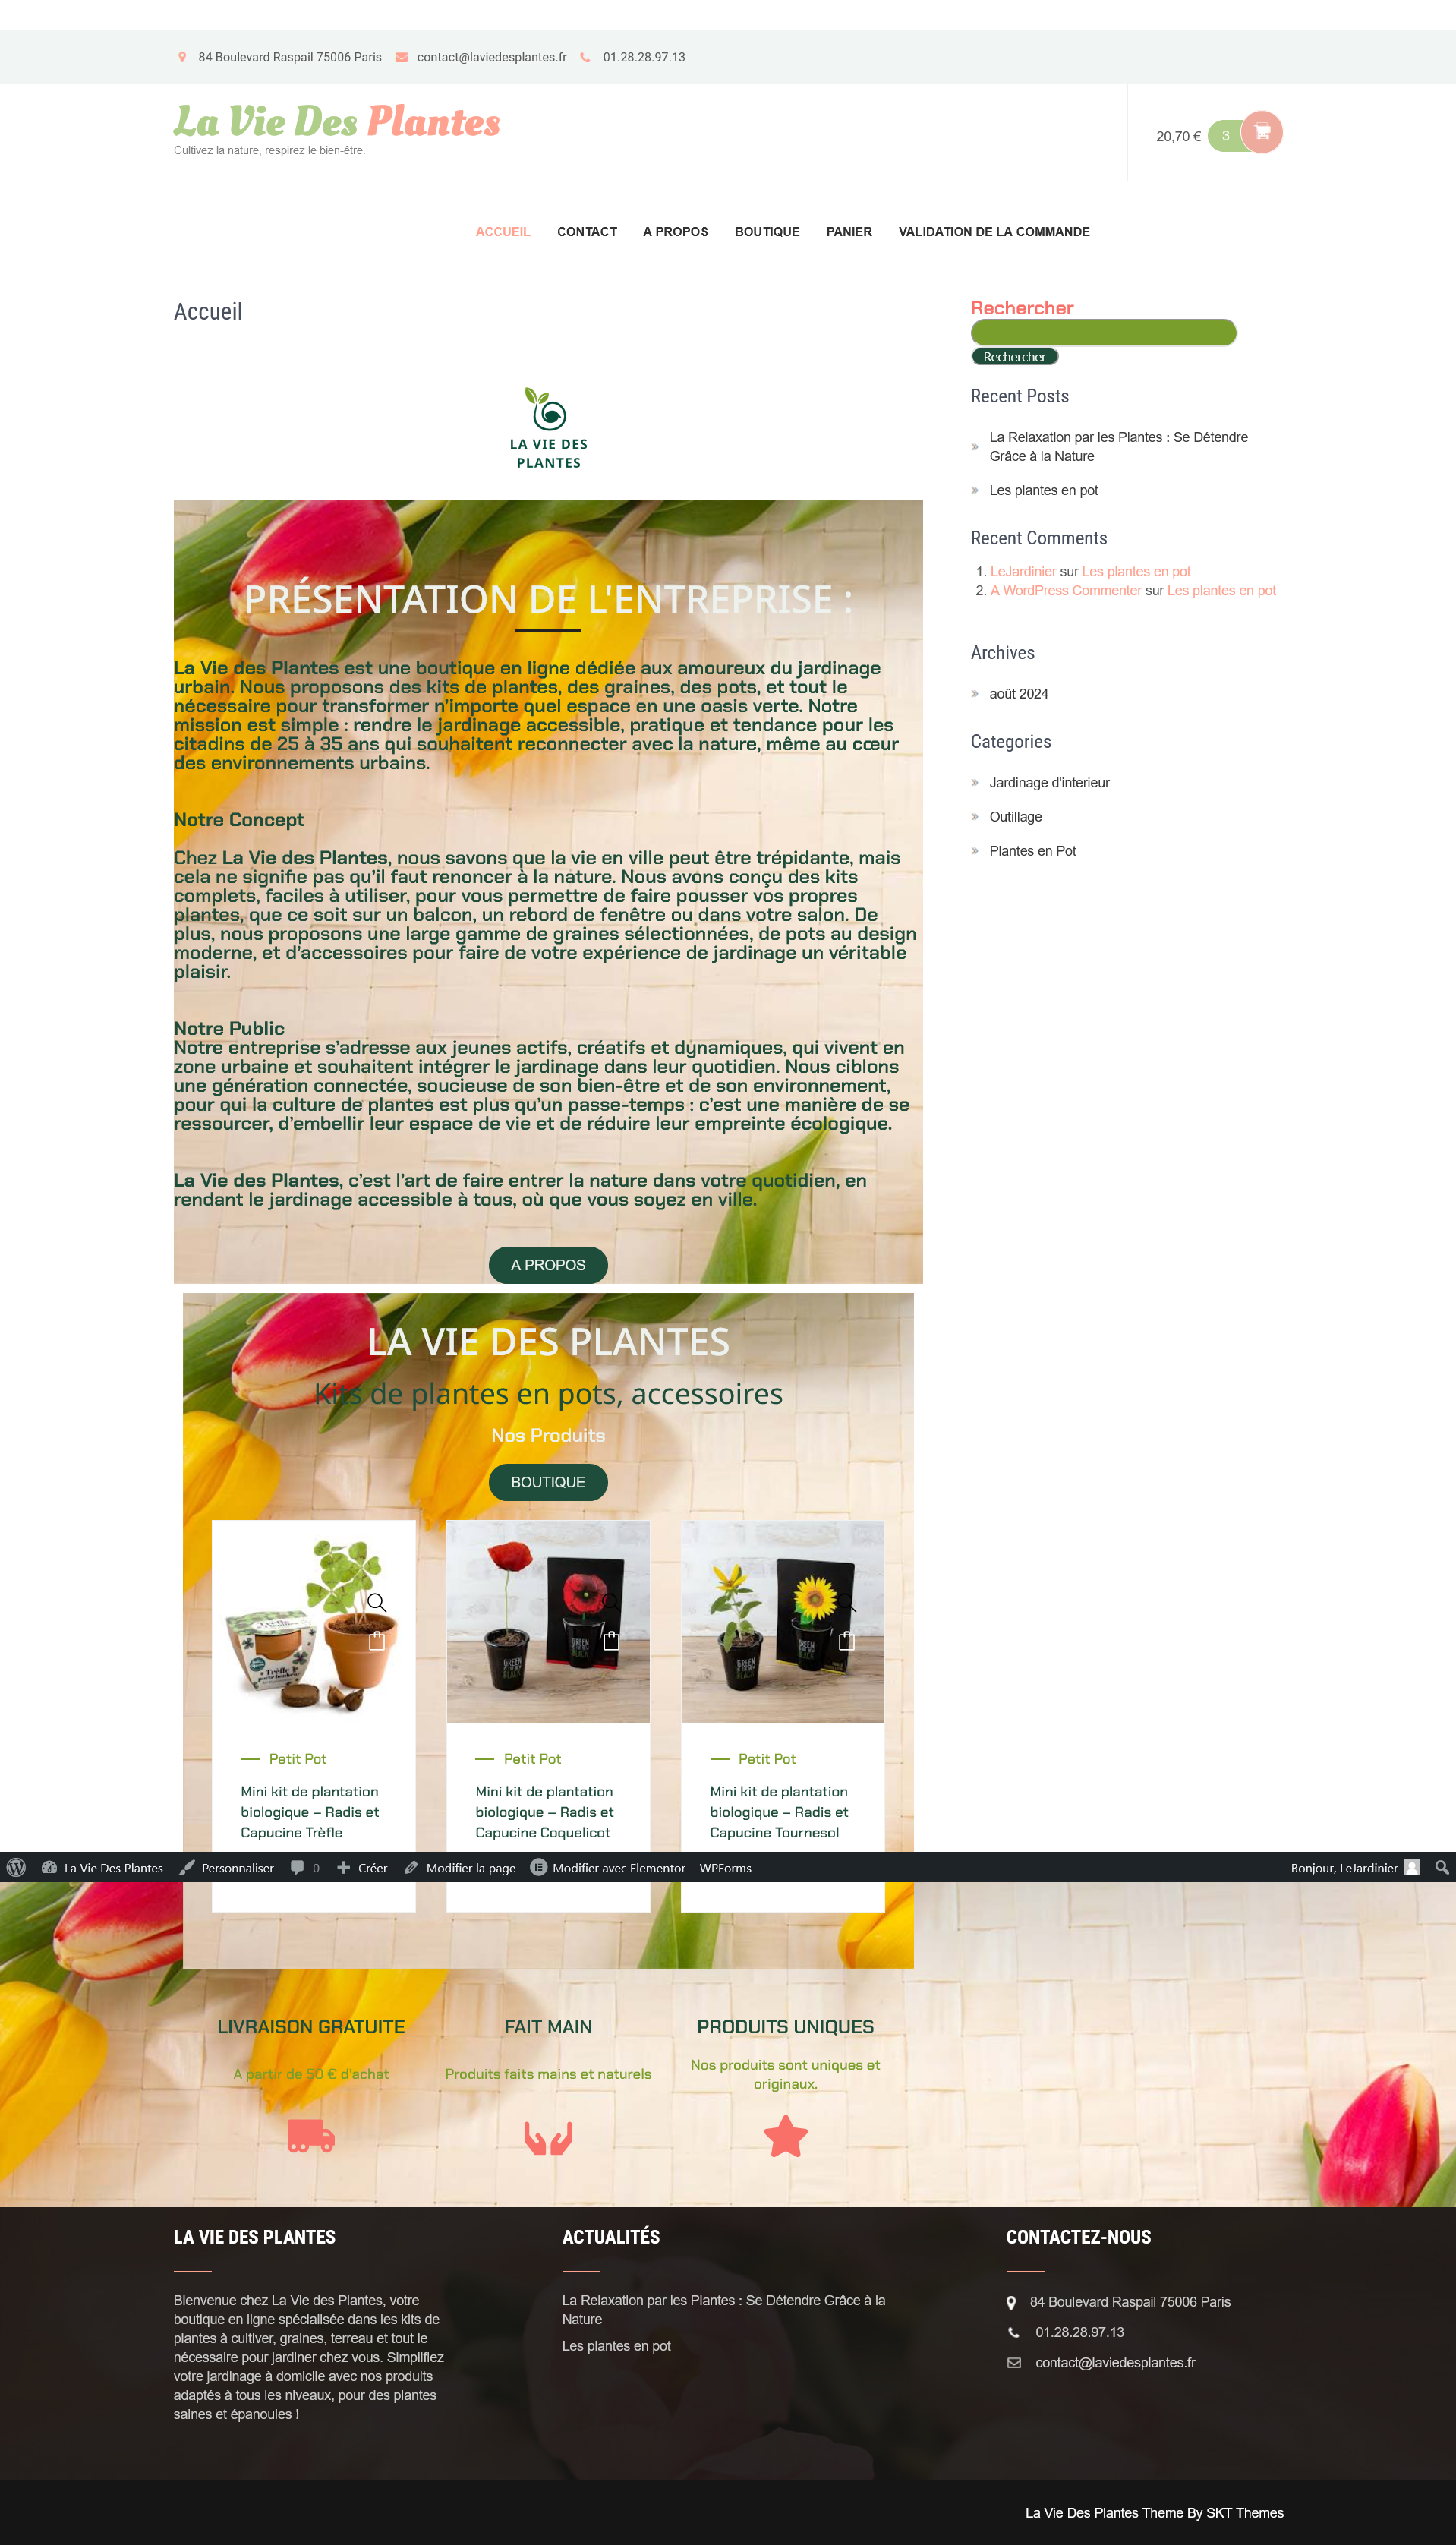 84 Boulevard Raspail 75006 Paris contact@laviedesplantes.fr 01.28.28.97.13
La Vie Des Plantes
Cultivez la nature, respirez le bien-être.
20,70 € 3
ACCUEIL CONTACT A PROPOS BOUTIQUE PANIER VALIDATION DE LA COMMANDE
Accueil
LA VIE DES
PLANTES
PRÉSENTATION DE L'ENTREPRISE :
La Vie des Plantes est une boutique en ligne dédiée aux amoureux du jardinage
urbain. Nous proposons des kits de plantes, des graines, des pots, et tout le
nécessaire pour transformer n’importe quel espace en une oasis verte. Notre
mission est simple : rendre le jardinage accessible, pratique et tendance pour les
citadins de 25 à 35 ans qui souhaitent reconnecter avec la nature, même au cœur
des environnements urbains.
Notre Concept
Chez La Vie des Plantes, nous savons que la vie en ville peut être trépidante, mais
cela ne signifie pas qu’il faut renoncer à la nature. Nous avons conçu des kits
complets, faciles à utiliser, pour vous permettre de faire pousser vos propres
plantes, que ce soit sur un balcon, un rebord de fenêtre ou dans votre salon. De
plus, nous proposons une large gamme de graines sélectionnées, de pots au design
moderne, et d’accessoires pour faire de votre expérience de jardinage un véritable
plaisir.
Notre Public
Notre entreprise s’adresse aux jeunes actifs, créatifs et dynamiques, qui vivent en
zone urbaine et souhaitent intégrer le jardinage dans leur quotidien. Nous ciblons
une génération connectée, soucieuse de son bien-être et de son environnement,
pour qui la culture de plantes est plus qu’un passe-temps : c’est une manière de se
ressourcer, d’embellir leur espace de vie et de réduire leur empreinte écologique.
La Vie des Plantes, c’est l’art de faire entrer la nature dans votre quotidien, en
rendant le jardinage accessible à tous, où que vous soyez en ville.
A PROPOS
Rechercher
Rechercher
Recent Posts
La Relaxation par les Plantes : Se Détendre
Grâce à la Nature
Les plantes en pot
Recent Comments
1. LeJardinier sur Les plantes en pot
2. A WordPress Commenter sur Les plantes en pot
Archives
août 2024
Categories
Jardinage d'interieur
Outillage
Plantes en Pot
LA VIE DES PLANTES
Kits de plantes en pots, accessoires
Nos Produits
BOUTIQUE
Trèfle
porte-bonheur
GREEN
BLACK
GREEN
BLACK
GREEN
BLACK
GREEN
BLACK
Petit Pot
Mini kit de plantation
biologique – Radis et
Capucine Trèfle
Petit Pot
Mini kit de plantation
biologique – Radis et
Capucine Coquelicot
Petit Pot
Mini kit de plantation
biologique – Radis et
Capucine Tournesol
La Vie Des Plantes Personnaliser 0 Créer Modifier la page Modifier avec Elementor WPForms Bonjour, LeJardinier
LIVRAISON GRATUITE
A partir de 50 € d'achat
FAIT MAIN
Produits faits mains et naturels
PRODUITS UNIQUES
Nos produits sont uniques et
originaux.
LA VIE DES PLANTES
Bienvenue chez La Vie des Plantes, votre
boutique en ligne spécialisée dans les kits de
plantes à cultiver, graines, terreau et tout le
nécessaire pour jardiner chez vous. Simplifiez
votre jardinage à domicile avec nos produits
adaptés à tous les niveaux, pour des plantes
saines et épanouies !
ACTUALITÉS
La Relaxation par les Plantes : Se Détendre Grâce à la
Nature
Les plantes en pot
CONTACTEZ-NOUS
84 Boulevard Raspail 75006 Paris
01.28.28.97.13
contact@laviedesplantes.fr
La Vie Des Plantes Theme By SKT Themes